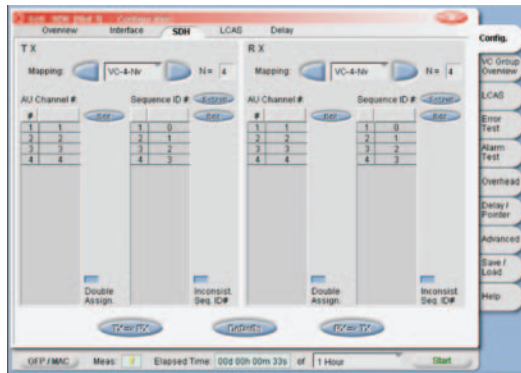 Overview Interface SDH LCAS Delay
Config.
T X
R X
Mapping: VC-4-Nv N = 4
Mapping: VC-4-Nv N = 4
VC Group
Overview
LCAS
Error
Test
Alarm
Test
Overhead
Delay /
Pointer
Advanced
Save /
Load
Help
AU Channel # Sequence ID #
AU Channel # Sequence ID #
# 
1 1 1 0
2 2 2 1
3 3 3 2
4 4 4 3
#
1 1 1 0
2 2 2 1
3 3 3 2
4 4 4 3
Double
Assign.
Inconsist.
Seq. ID#
Double
Assign.
Inconsist.
Seq. ID#
GFP / MAC Meas: Elapsed Time: 00d 00h 00m 33s of 1 Hour Start